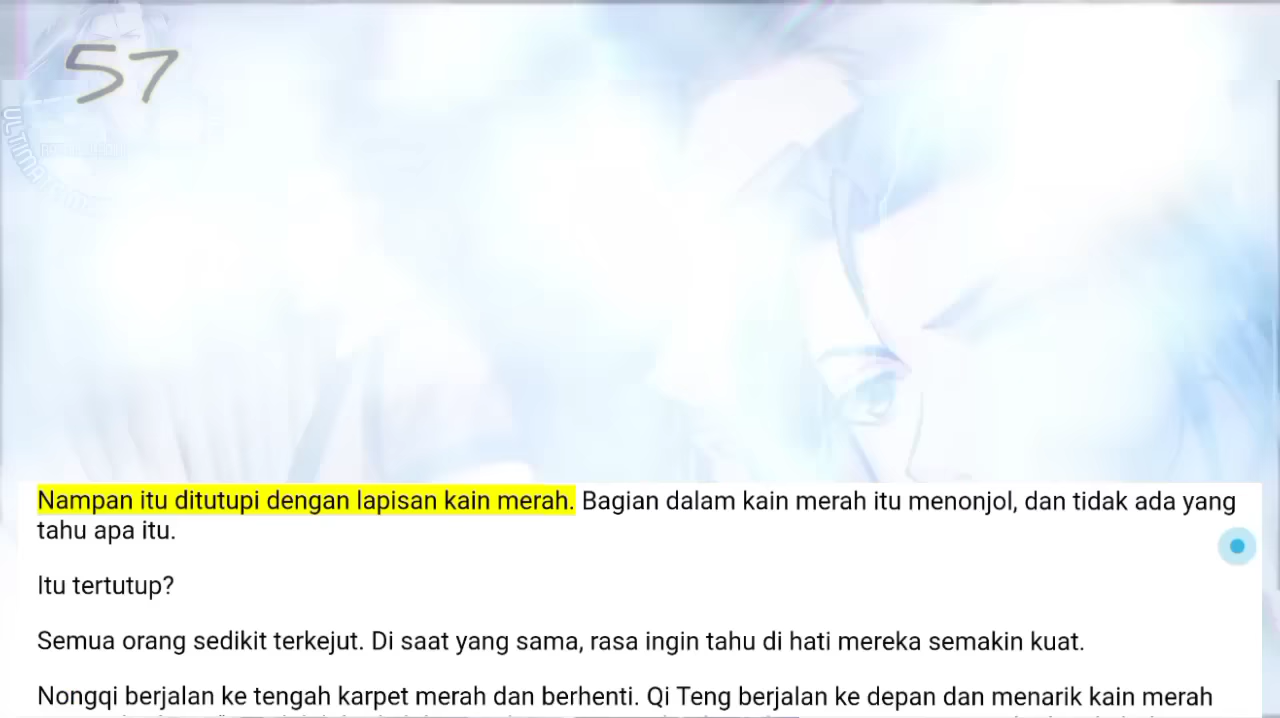 57
ULTIMA
Nampan itu ditutupi dengan lapisan kain merah. Bagian dalam kain merah itu menonjol, dan tidak ada yang
tahu apa itu.
Itu tertutup?
Semua orang sedikit terkejut. Di saat yang sama, rasa ingin tahu di hati mereka semakin kuat.
Nongqi berjalan ke tengah karpet merah dan berhenti. Qi Teng berjalan ke depan dan menarik kain merah